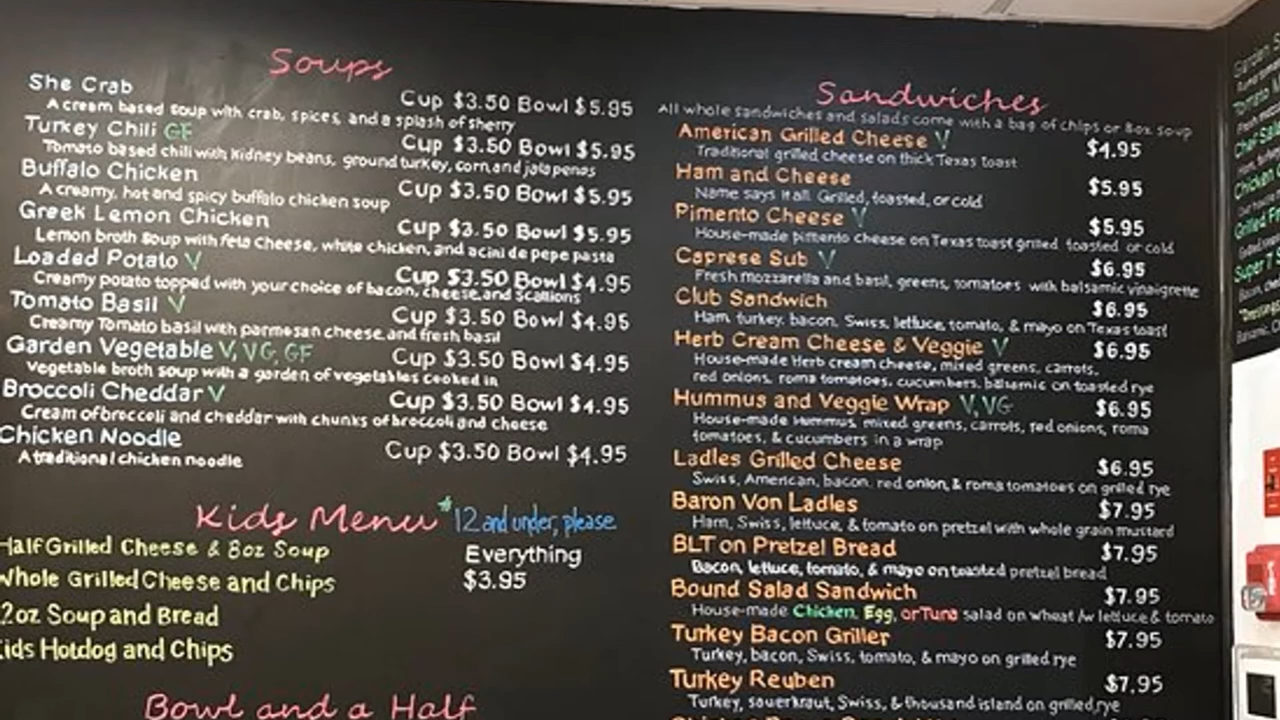 Soups
She Crab Cup $3.50 Bowl $5.95
A cream based soup with crab, spices, and a splash of sherry
Turkey Chili GF Cup $3.50 Bowl $5.95
Tomato based chili with kidney beans, ground turkey, corn and jalapenos
Buffalo Chicken Cup $3.50 Bowl $5.95
A creamy, hot and spicy buffalo chicken soup
Greek Lemon Chicken Cup $3.50 Bowl $5.95
Lemon broth soup with feta cheese, white chicken, and acini de pepe pasta
Loaded Potato V Cup $3.50 Bowl $4.95
Creamy potato topped with your choice of bacon, cheese, and scallions
Tomato Basil V Cup $3.50 Bowl $4.95
Creamy Tomato basil with parmesan cheese and fresh basil
Garden Vegetable V, VG, GF Cup $3.50 Bowl $4.95
Vegetable broth soup with a garden of vegetables cooked in
Broccoli Cheddar V Cup $3.50 Bowl $4.95
Cream of broccoli and cheddar with chunks of broccoli and cheese
Chicken Noodle Cup $3.50 Bowl $4.95
A traditional chicken noodle
Kids Menu *12 and under, please
Half Grilled Cheese & 8oz Soup Everything
Whole Grilled Cheese and Chips $3.95
2oz Soup and Bread
Kids Hotdog and Chips
Bowl and a Half
Sandwiches
All whole sandwiches and salads come with a bag of chips or 8oz soup
American Grilled Cheese V $4.95
Traditional grilled cheese on thick Texas toast
Ham and Cheese $5.95
Name says it all. Grilled, toasted, or cold
Pimento Cheese V $5.95
House-made pimento cheese on Texas toast grilled toasted or cold
Caprese Sub V $6.95
Fresh mozzarella and basil, greens, tomatoes with balsamic vinaigrette
Club Sandwich $6.95
Ham, turkey, bacon, Swiss, lettuce, tomato, & mayo on Texas toast
Herb Cream Cheese & Veggie V $6.95
House-made Herb cream cheese, mixed greens, carrots,
red onions, roma tomatoes, cucumbers, balsamic on toasted rye
Hummus and Veggie Wrap V, VG $6.95
House-made Hummus, mixed greens, carrots, red onions, roma
tomatoes, & cucumbers in a wrap
Ladles Grilled Cheese $6.95
Swiss, American, bacon, red onion, & roma tomatoes on grilled rye
Baron Von Ladles $7.95
Ham, Swiss, lettuce, & tomato on pretzel with whole grain mustard
BLT on Pretzel Bread $7.95
Bacon, lettuce, tomato, & mayo on toasted pretzel bread
Bound Salad Sandwich $7.95
House-made Chicken, Egg, or Tuna salad on wheat /w lettuce & tomato
Turkey Bacon Griller $7.95
Turkey, bacon, Swiss, tomato, & mayo on grilled rye
Turkey Reuben $7.95
Turkey, sauerkraut, Swiss, & thousand island on grilled rye